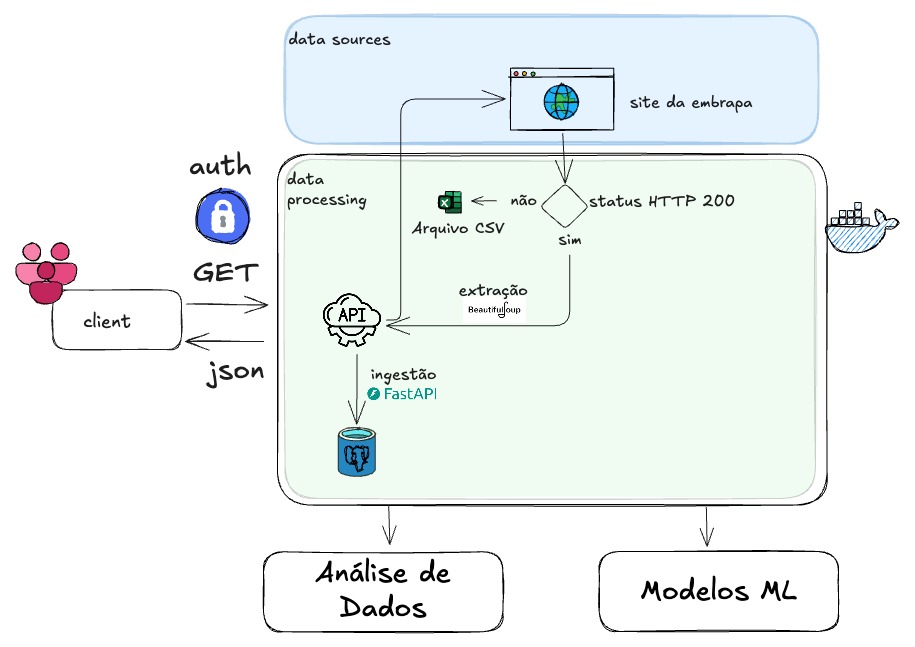 data sources
site da embrapa
auth
data
processing
não
status HTTP 200
Arquivo CSV
sim
GET
extração
BeautifulSoup
API
client
json
ingestão
FastAPI
Análise de
Dados
Modelos ML